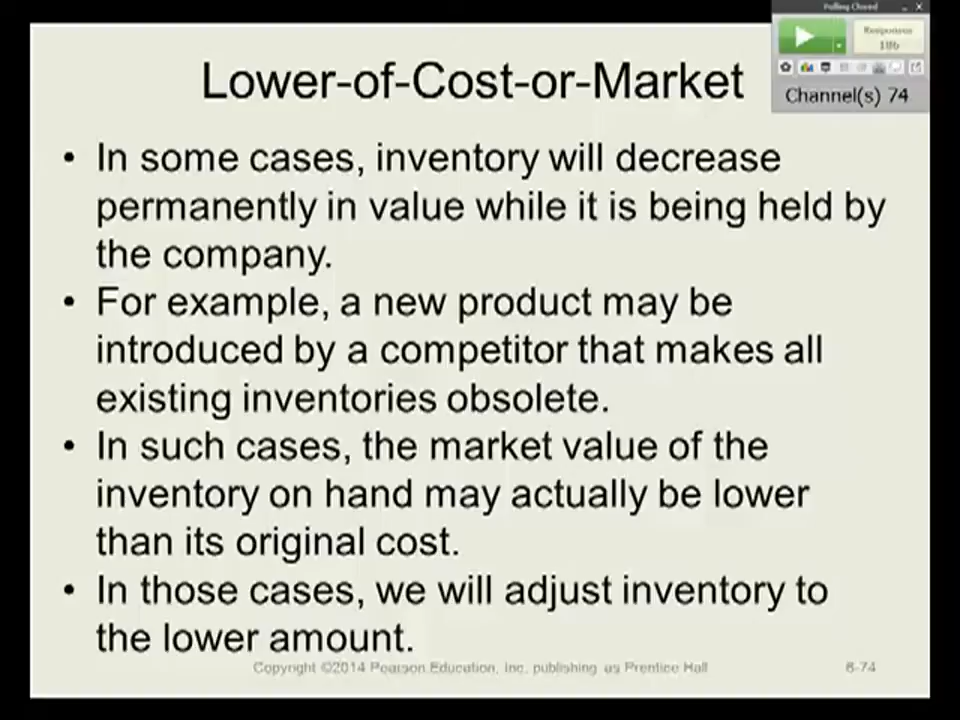 Polling Closed
Responses
186
Channel(s) 74
Lower-of-Cost-or-Market
• In some cases, inventory will decrease
permanently in value while it is being held by
the company.
• For example, a new product may be
introduced by a competitor that makes all
existing inventories obsolete.
• In such cases, the market value of the
inventory on hand may actually be lower
than its original cost.
• In those cases, we will adjust inventory to
the lower amount.
Copyright ©2014 Pearson Education, Inc. publishing as Prentice Hall
6-74